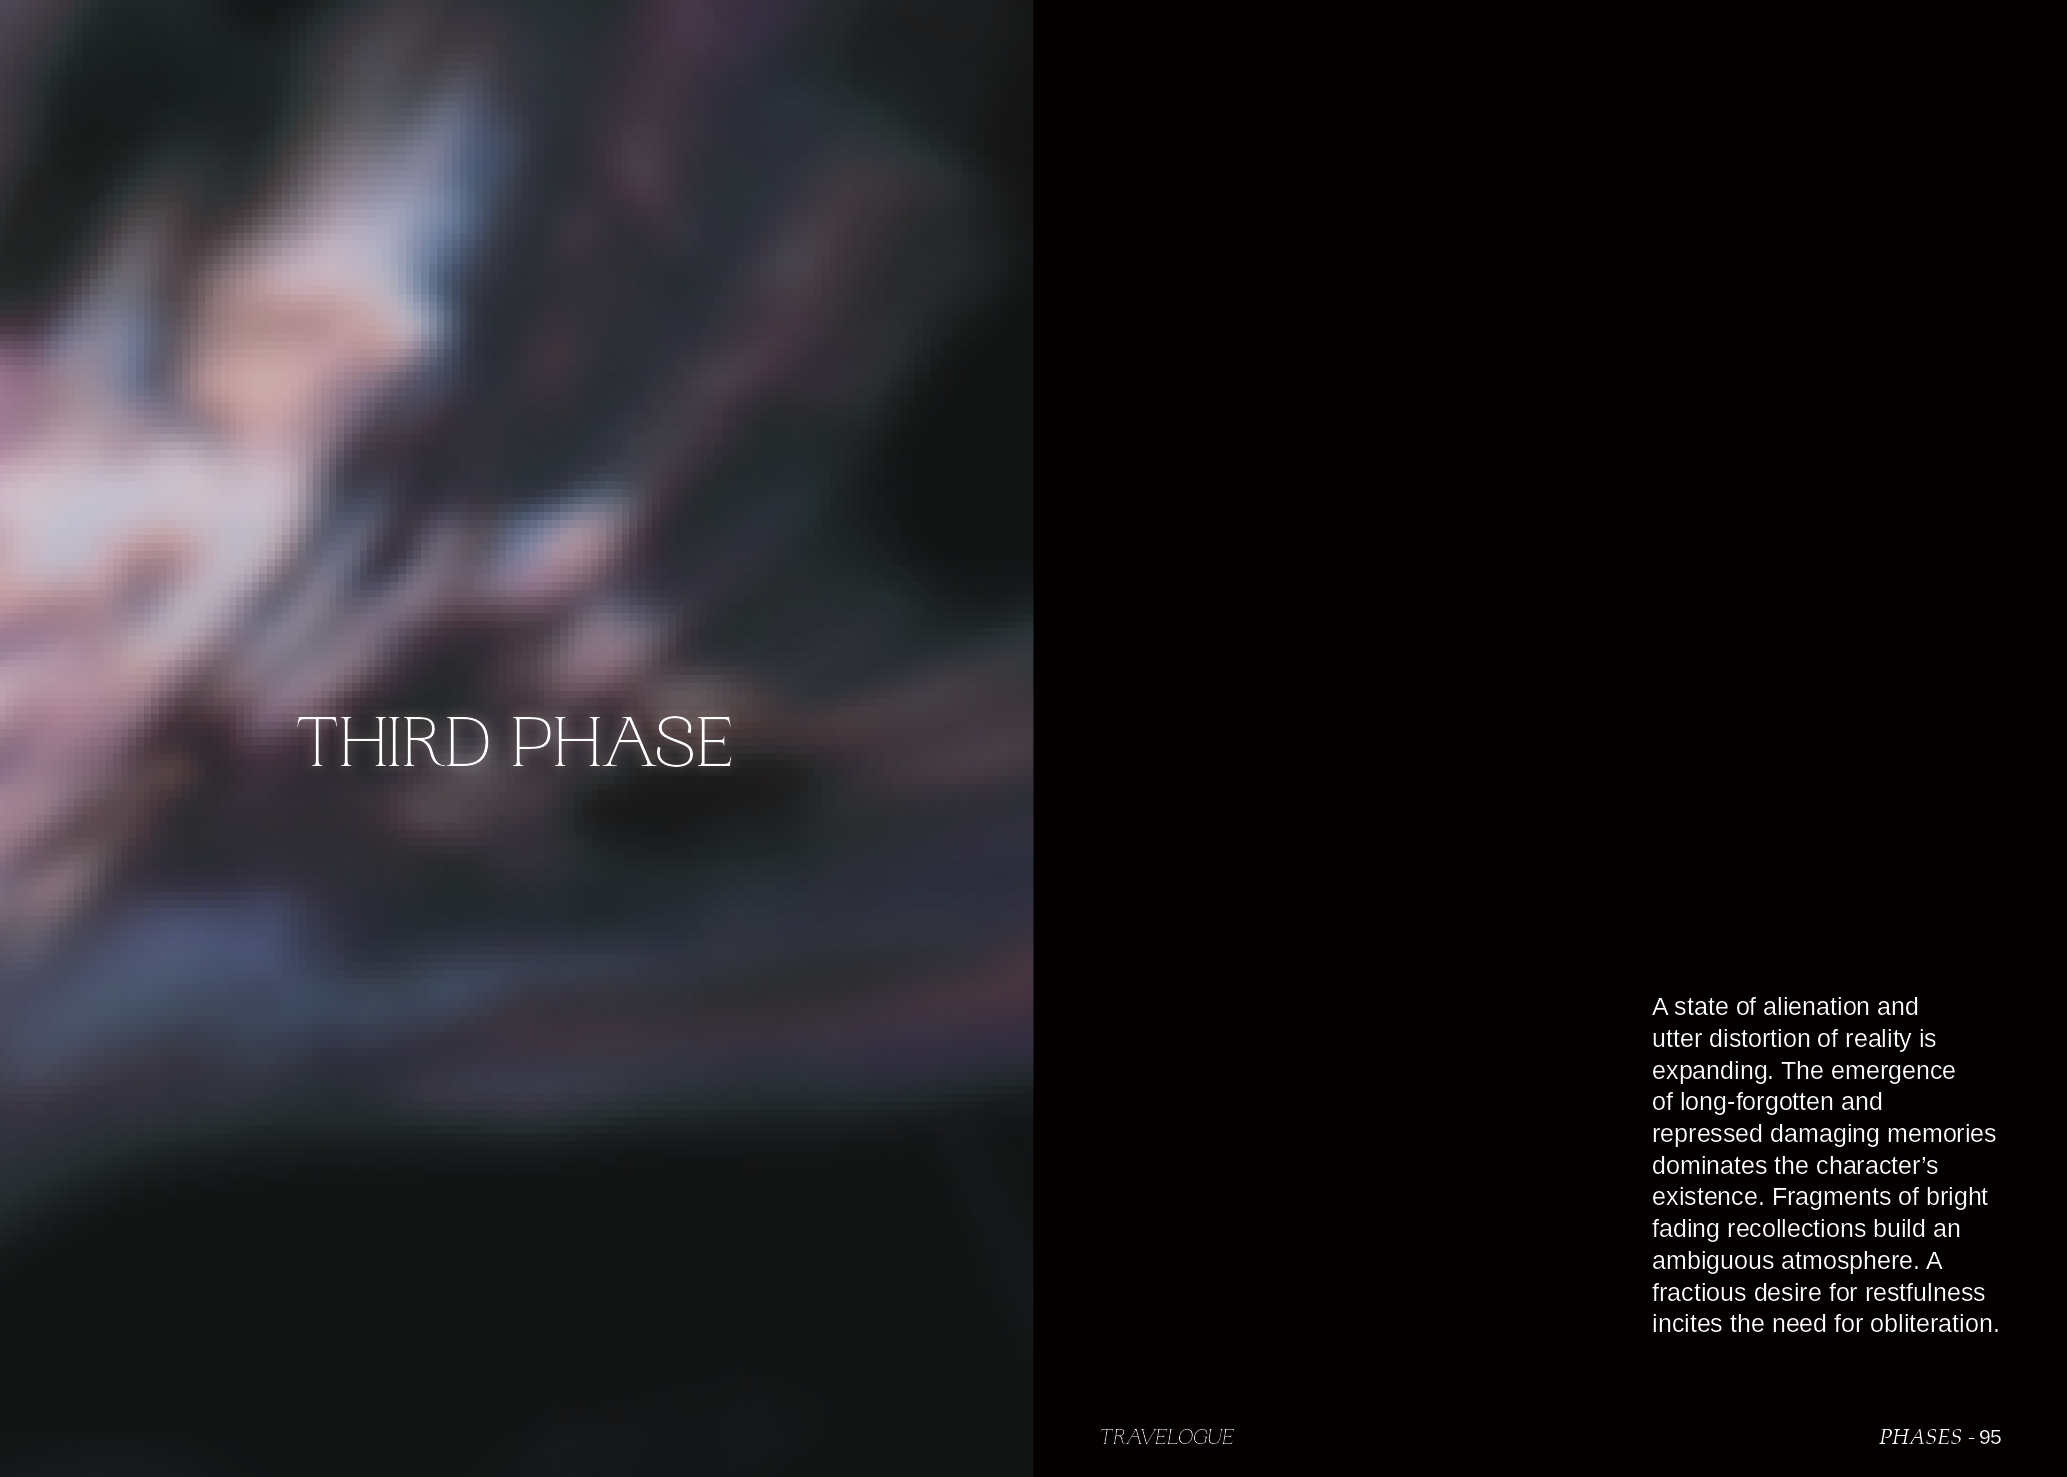 THIRD PHASE
A state of alienation and
utter distortion of reality is
expanding. The emergence
of long-forgotten and
repressed damaging memories
dominates the character’s
existence. Fragments of bright
fading recollections build an
ambiguous atmosphere. A
fractious desire for restfulness
incites the need for obliteration.
TRAVELOGUE
PHASES - 95